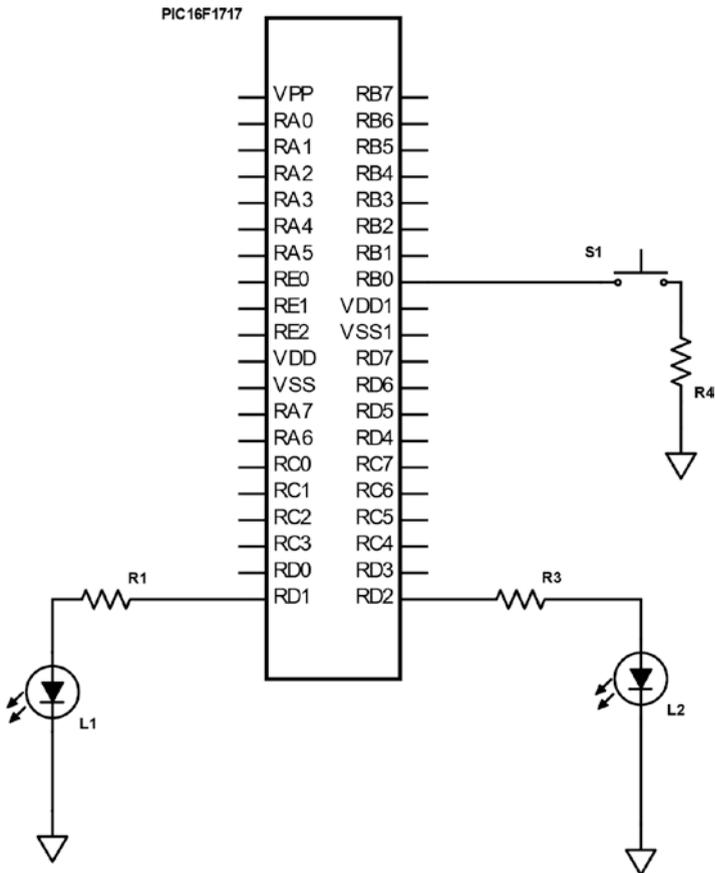 PIC16F1717
VPP RB7
RA0 RB6
RA1 RB5
RA2 RB4
RA3 RB3
RA4 RB2
RA5 RB1
S1
RE0 RB0
RE1 VDD1
RE2 VSS1
VDD RD7
VSS RD6
RA7 RD5
R4
RA6 RD4
RC0 RC7
RC1 RC6
RC2 RC5
RC3 RC4
RD0 RD3
R1
R3
RD1 RD2
L1
L2